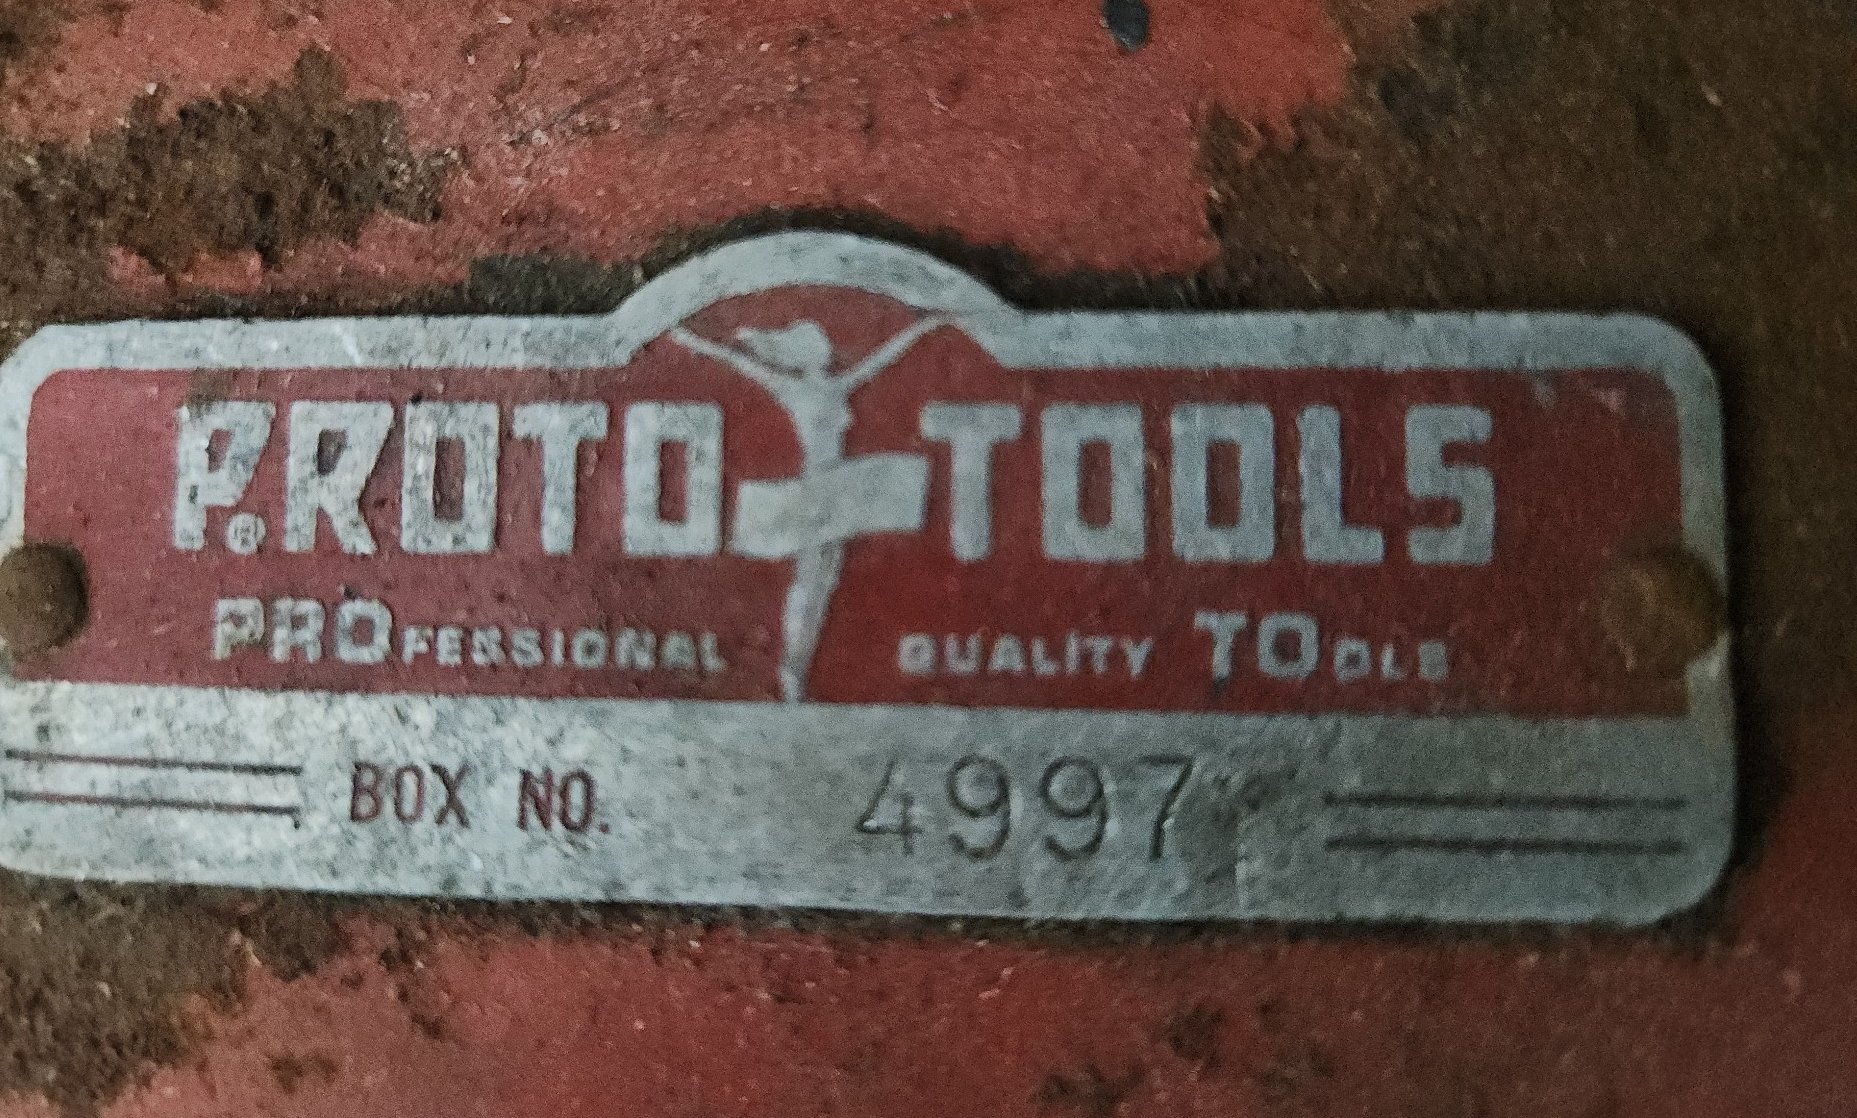 P.ROTO TOOLS
®
PROFESSIONAL QUALITY TOOLS
BOX NO. 4997